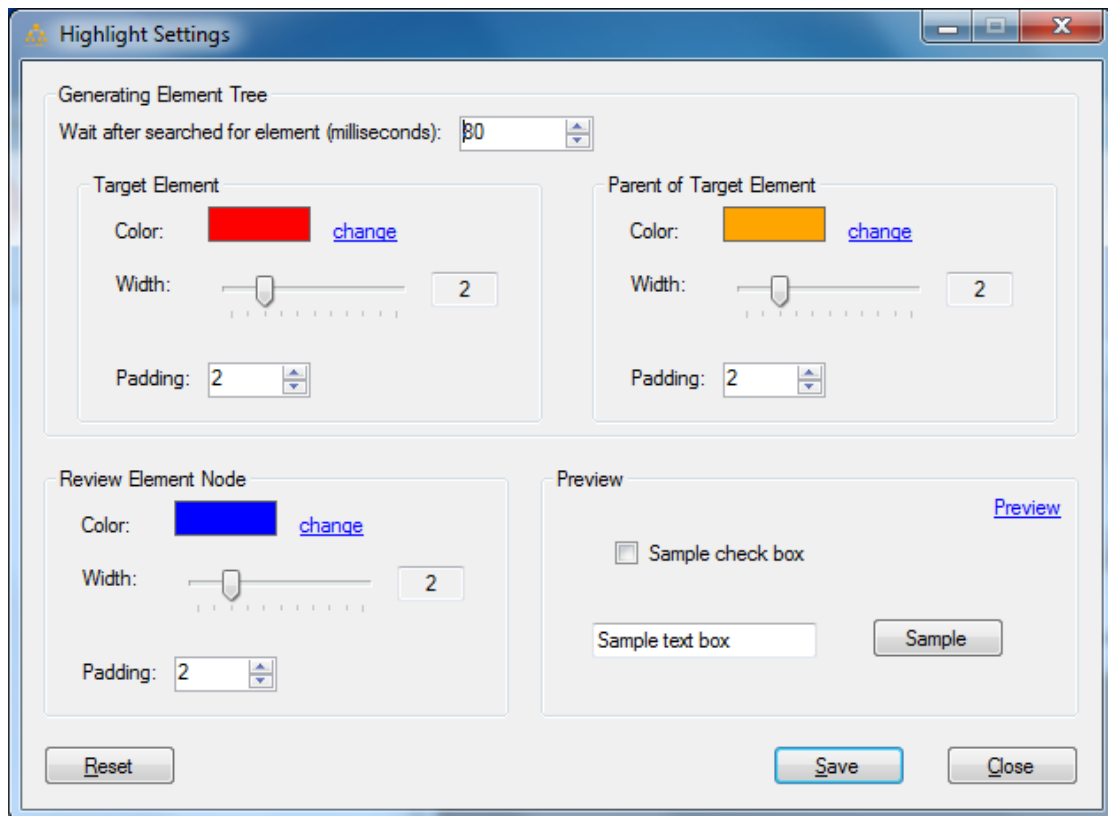 Highlight Settings
Generating Element Tree
Wait after searched for element (milliseconds): 80
Target Element
Color: change
Width: 2
Padding: 2
Parent of Target Element
Color: change
Width: 2
Padding: 2
Review Element Node
Color: change
Width: 2
Padding: 2
Preview
Preview
Sample check box
Sample text box Sample
Reset Save Close